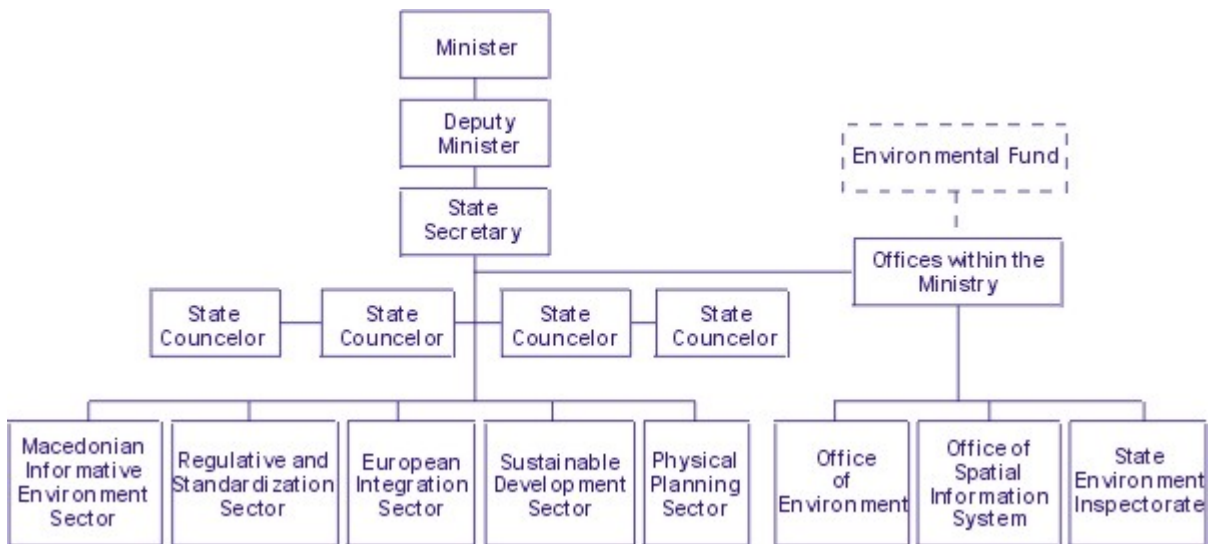 Minister
Deputy
Minister
Environmental Fund
State
Secretary
Offices within the
Ministry
State
Councelor
State
Councelor
State
Councelor
State
Councelor
Macedonian
Informative
Environment
Sector
Regulative and
Standardization
Sector
European
Integration
Sector
Sustainable
Development
Sector
Physical
Planning
Sector
Office
of
Environment
Office of
Spatial
Information
System
State
Environment
Inspectorate